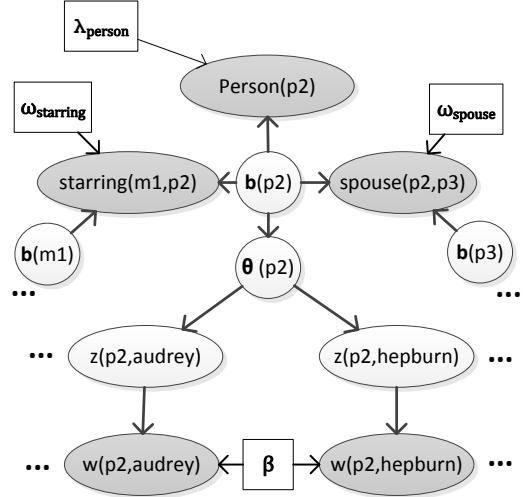 λperson
Person(p2)
ωstarring
ωspouse
starring(m1,p2)
b(p2)
spouse(p2,p3)
b(m1)
θ (p2)
b(p3)
...
...
...
z(p2,audrey)
z(p2,hepburn)
...
...
w(p2,audrey)
β
w(p2,hepburn)
...